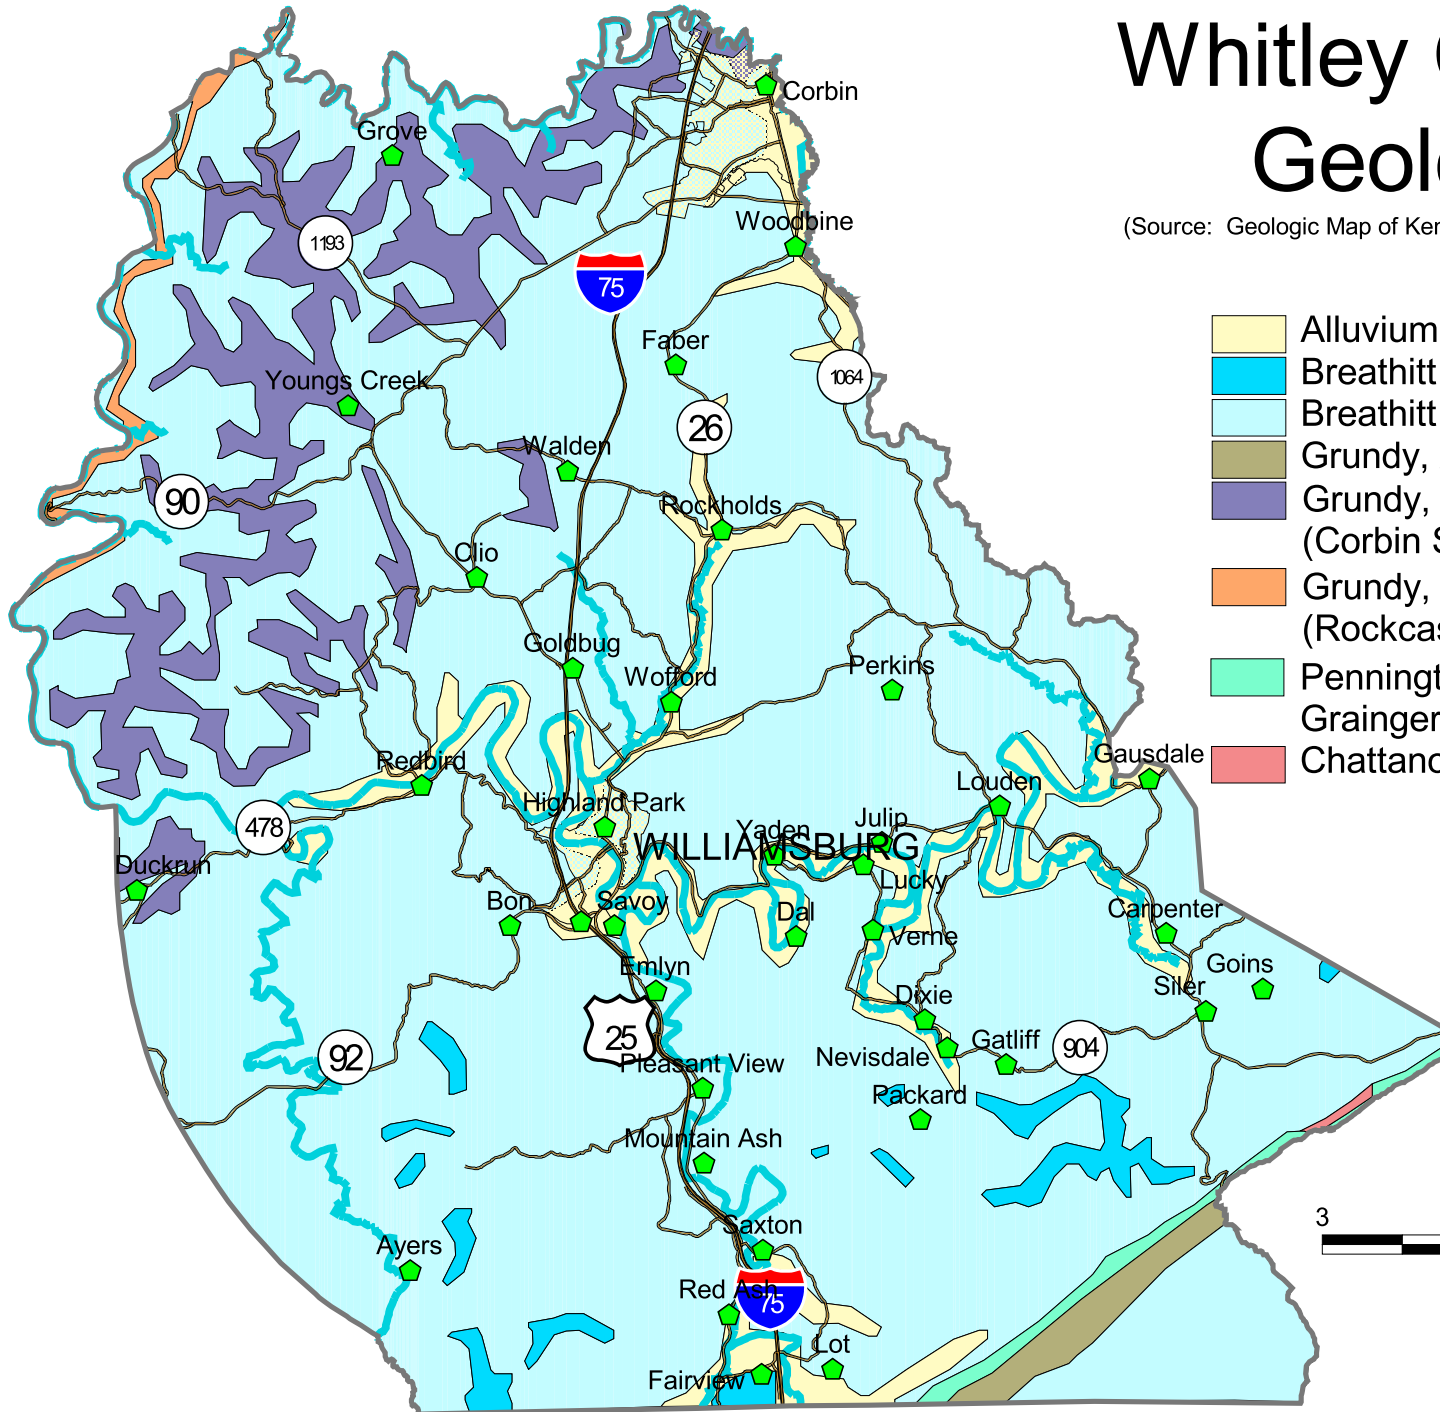 Whitley
Geol
(Source: Geologic Map of Ken
Corbin
Grove
Woodbine
1193
75
Alluvium
Faber
Breathitt
1064
Youngs Creek
Breathitt
26
Walden
Grundy,
90
Rockholds
Grundy,
(Corbin S
Clio
Grundy,
(Rockcas
Goldbug
Wofford
Perkins
Penningt
Grainger
Redbird
Gausdale
Chattano
Louden
Highland Park
478
Julip
Yaden
WILLIAMSBURG
Duckrun
Lucky
Bon
Savoy
Dal
Carpenter
Verne
Emlyn
Goins
Siler
Dixie
25
92
Gatliff
904
Nevisdale
Pleasant View
Packard
Mountain Ash
3
Saxton
Ayers
Red Ash
75
Lot
Fairview